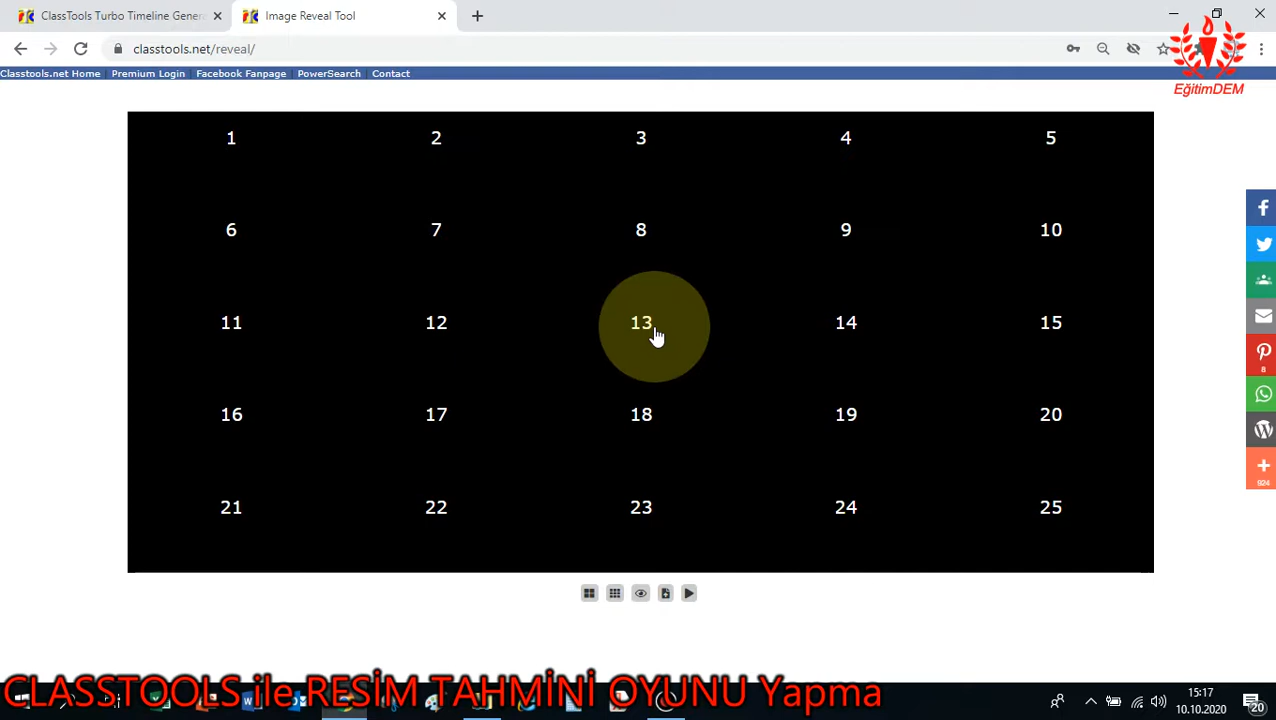 ClassTools Turbo Timeline Gener
Image Reveal Tool
classtools.net/reveal/
EğitimDEM
Classtools.net Home Premium Login Facebook Fanpage PowerSearch Contact
1 2 3 4 5
6 7 8 9 10
11 12 13 14 15
16 17 18 19 20
21 22 23 24 25
8
924
CLASSTOOLS ile RESİM TAHMİNİ OYUNU Yapma
15:17
10.10.2020
20